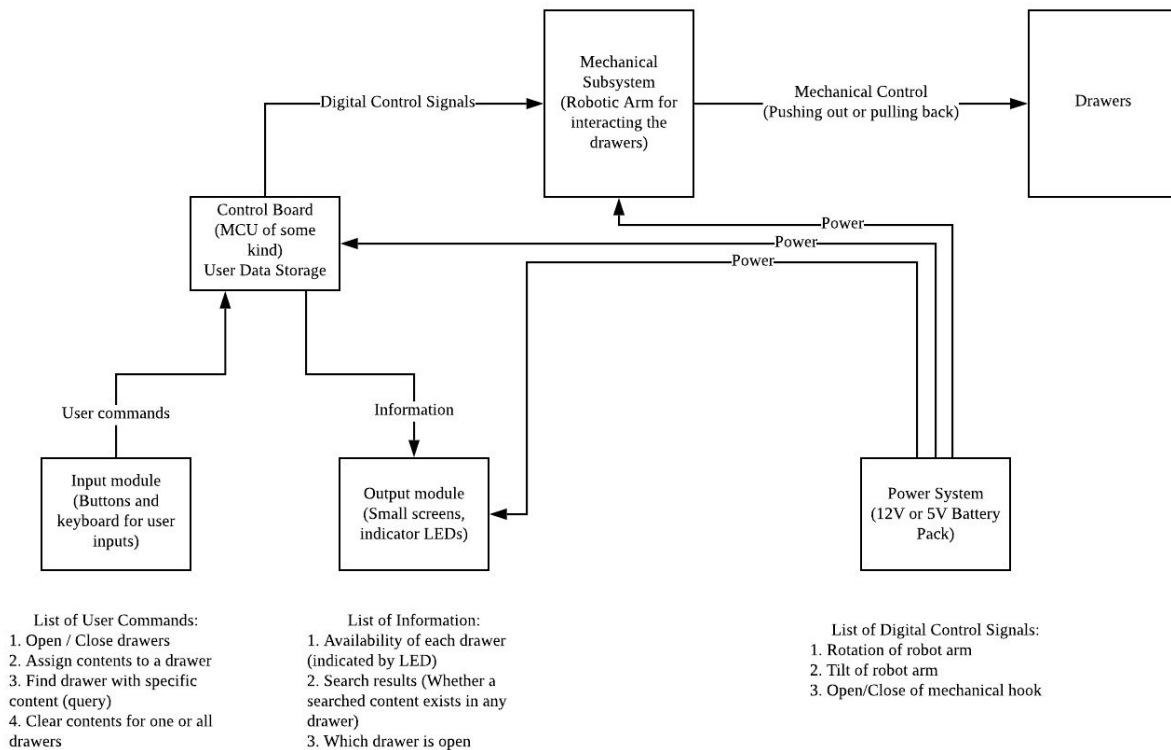 Mechanical
Subsystem
(Robotic Arm for
interacting the
drawers)
Digital Control Signals
Mechanical Control
(Pushing out or pulling back)
Drawers
Control Board
(MCU of some
kind)
User Data Storage
Power
Power
Power
User commands
Information
Input module
(Buttons and
keyboard for user
inputs)
Output module
(Small screens,
indicator LEDs)
Power System
(12V or 5V Battery
Pack)
List of User Commands:
1. Open / Close drawers
2. Assign contents to a drawer
3. Find drawer with specific
content (query)
4. Clear contents for one or all
drawers
List of Information:
1. Availability of each drawer
(indicated by LED)
2. Search results (Whether a
searched content exists in any
drawer)
3. Which drawer is open
List of Digital Control Signals:
1. Rotation of robot arm
2. Tilt of robot arm
3. Open/Close of mechanical hook